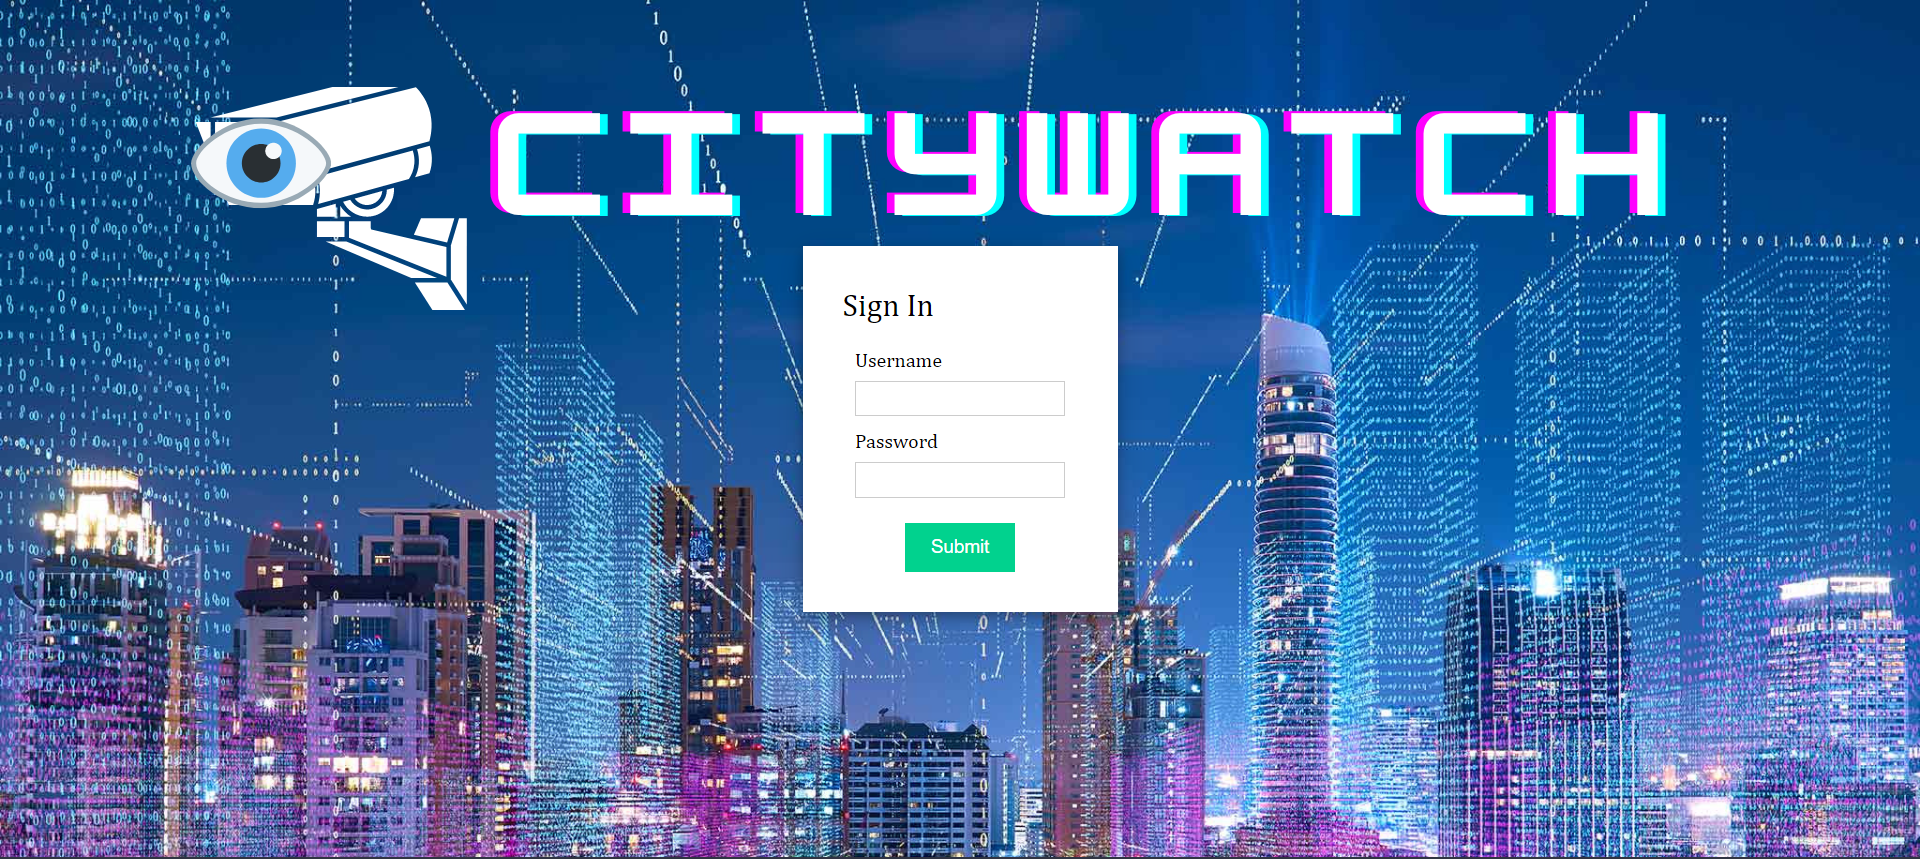 CITYWATCH
Sign In
Username
Password
Submit